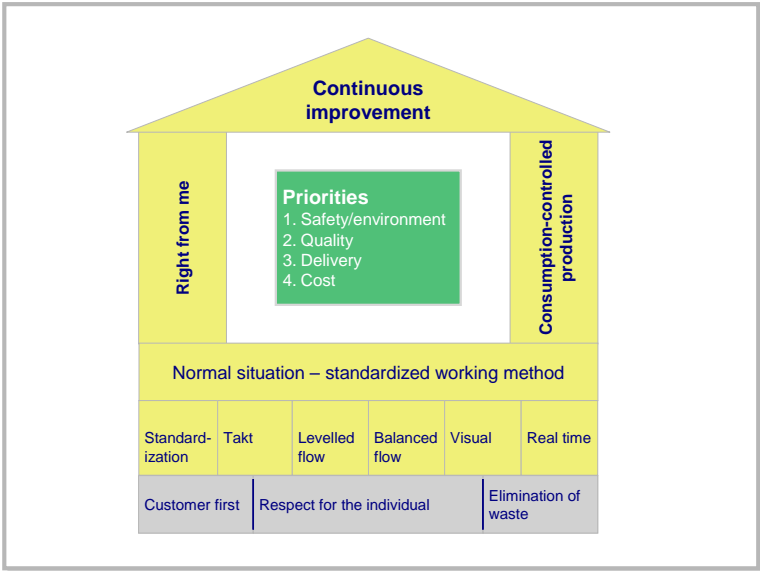 Continuous
improvement
Right from me
Priorities
1. Safety/environment
2. Quality
3. Delivery
4. Cost
Consumption-controlled
production
Normal situation – standardized working method
Standard-
ization
Takt
Levelled
flow
Balanced
flow
Visual
Real time
Customer first
Respect for the individual
Elimination of
waste